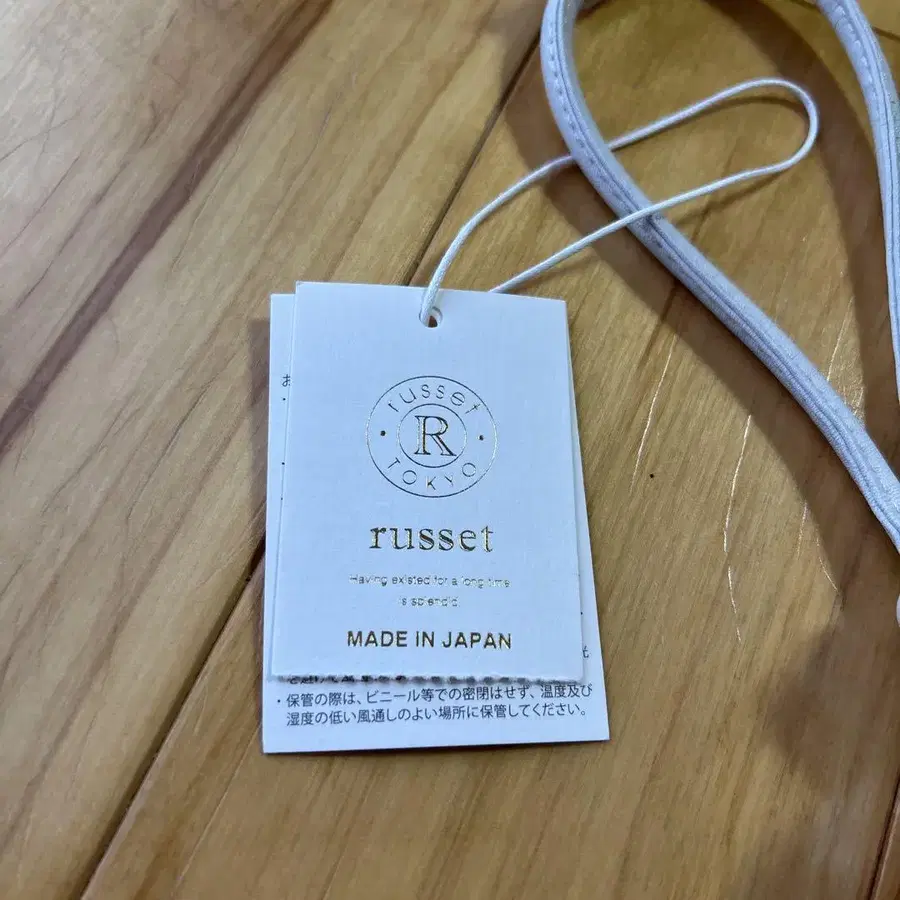 russet
R
TOKYO
russet
Having existed for a long time
is splendid
MADE IN JAPAN
お
光
・保管の際は、ビニール等での密閉はせず、温度及び
湿度の低い風通しのよい場所に保管してください。